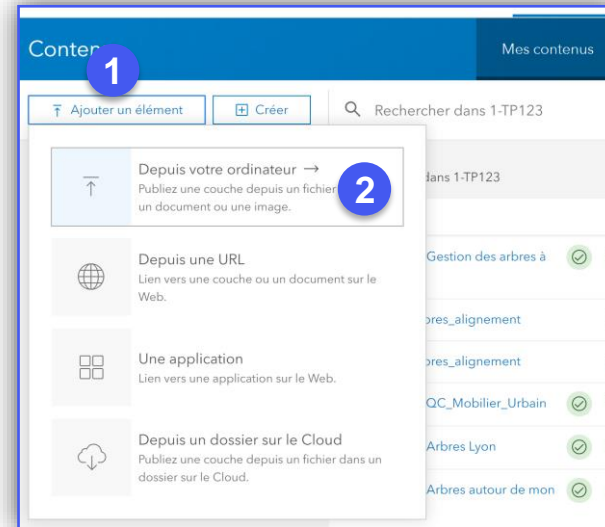 Conten
Mes contenus
1
Ajouter un élément
Créer
Rechercher dans 1-TP123
Depuis votre ordinateur →
Publiez une couche depuis un fichier
un document ou une image.
2
dans 1-TP123
Depuis une URL
Lien vers une couche ou un document sur le
Web.
Gestion des arbres à
bres_alignement
Une application
Lien vers une application sur le Web.
bres_alignement
QC_Mobilier_Urbain
Depuis un dossier sur le Cloud
Publiez une couche depuis un fichier dans un
dossier sur le Cloud.
Arbres Lyon
Arbres autour de mon